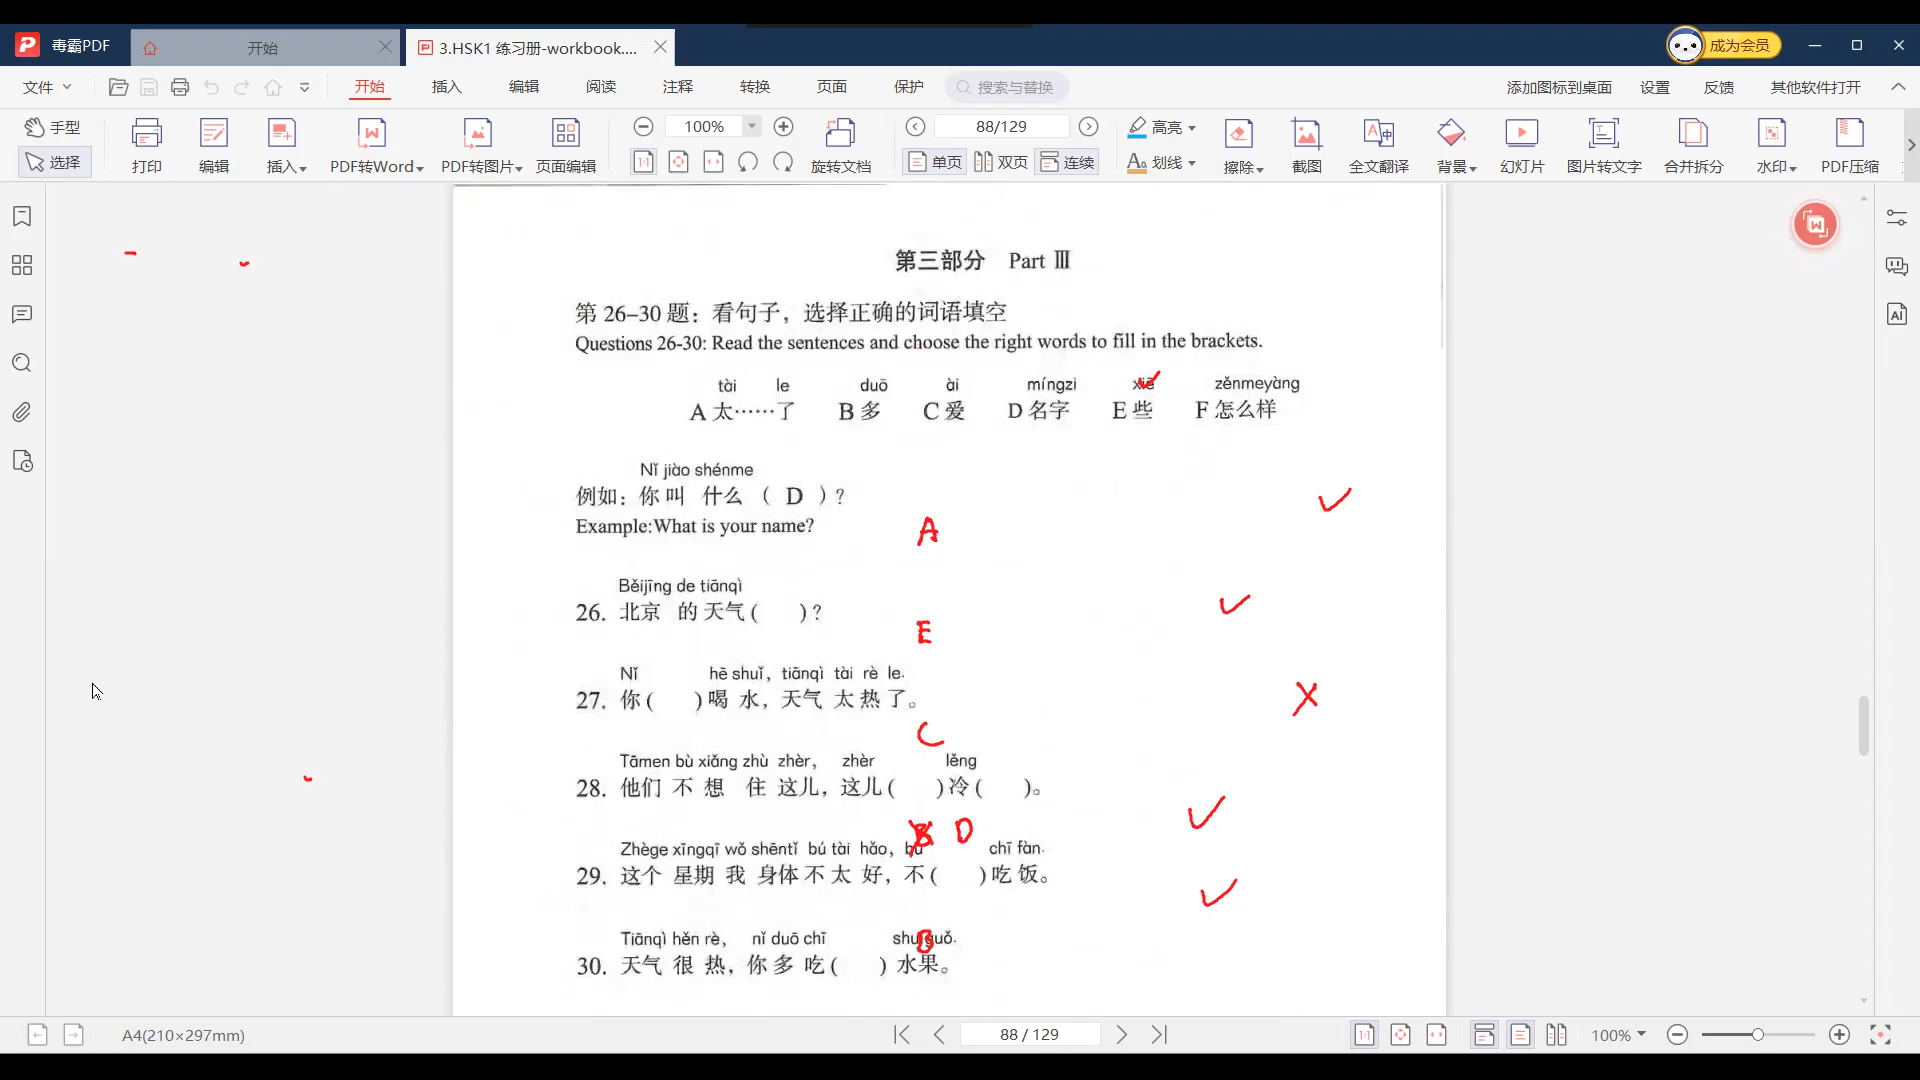 毒霸PDF 开始 3.HSK1 练习册-workbook.... 成为会员
文件 开始 插入 编辑 阅读 注释 转换 页面 保护 搜索与替换 添加图标到桌面 设置 反馈 其他软件打开
手型 100% 88/129 高亮
选择 打印 编辑 插入 PDF转Word PDF转图片 页面编辑 1:1 旋转文档 单页 双页 连续 划线 擦除 截图 全文翻译 背景 幻灯片 图片转文字 合并拆分 水印 PDF压缩
第三部分 Part Ⅲ
第 26–30 题：看句子，选择正确的词语填空
Questions 26-30: Read the sentences and choose the right words to fill in the brackets.
tài le duō ài míngzi xiē zěnmeyàng
A 太……了 B 多 C 爱 D 名字 E 些 F 怎么样
Nǐ jiào shénme
例如：你 叫 什么 （ D ）？
Example:What is your name?
A
Běijīng de tiānqì
26. 北京 的 天气 ( )？
E
Nǐ hē shuǐ, tiānqì tài rè le.
27. 你 ( ) 喝 水，天气 太 热 了。
C
Tāmen bù xiǎng zhù zhèr, zhèr lěng
28. 他们 不 想 住 这儿，这儿 ( ) 冷 ( )。
B D
Zhège xīngqī wǒ shēntǐ bú tài hǎo, bù chī fàn.
29. 这个 星期 我 身体 不 太 好，不 ( ) 吃 饭。
Tiānqì hěn rè, nǐ duō chī shuǐguǒ.
B
30. 天气 很 热，你 多 吃 ( ) 水果。
A4(210×297mm) 88 / 129 1:1 100%